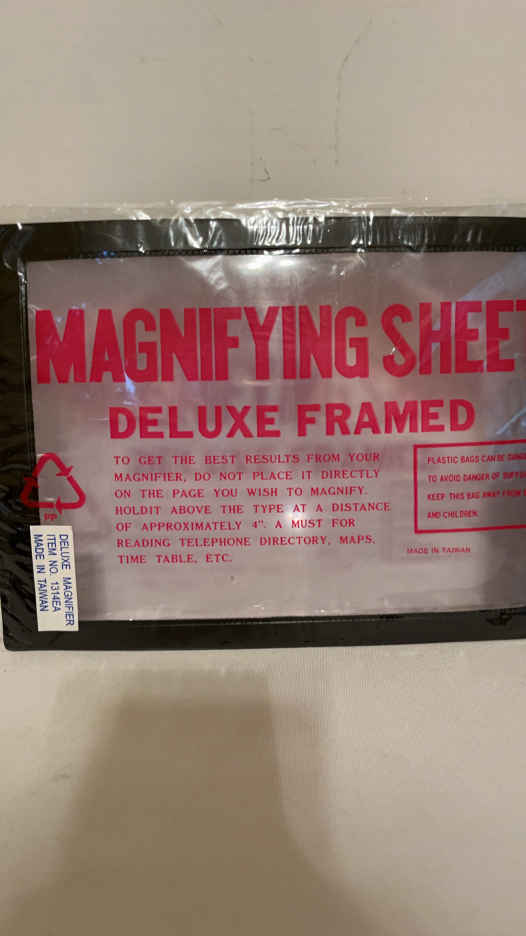 MAGNIFYING SHEET
DELUXE FRAMED
TO GET THE BEST RESULTS FROM YOUR
MAGNIFIER, DO NOT PLACE IT DIRECTLY
ON THE PAGE YOU WISH TO MAGNIFY.
HOLDIT ABOVE THE TYPE AT A DISTANCE
OF APPROXIMATELY 4". A MUST FOR
READING TELEPHONE DIRECTORY, MAPS,
TIME TABLE, ETC.
PLASTIC BAGS CAN BE
TO AVOID DANGER OF
KEEP THIS BAG AWAY FROM
AND CHILDREN.
MADE IN TAIWAN
PP
DELUXE MAGNIFIER
ITEM NO. 1314EA
MADE IN TAIWAN